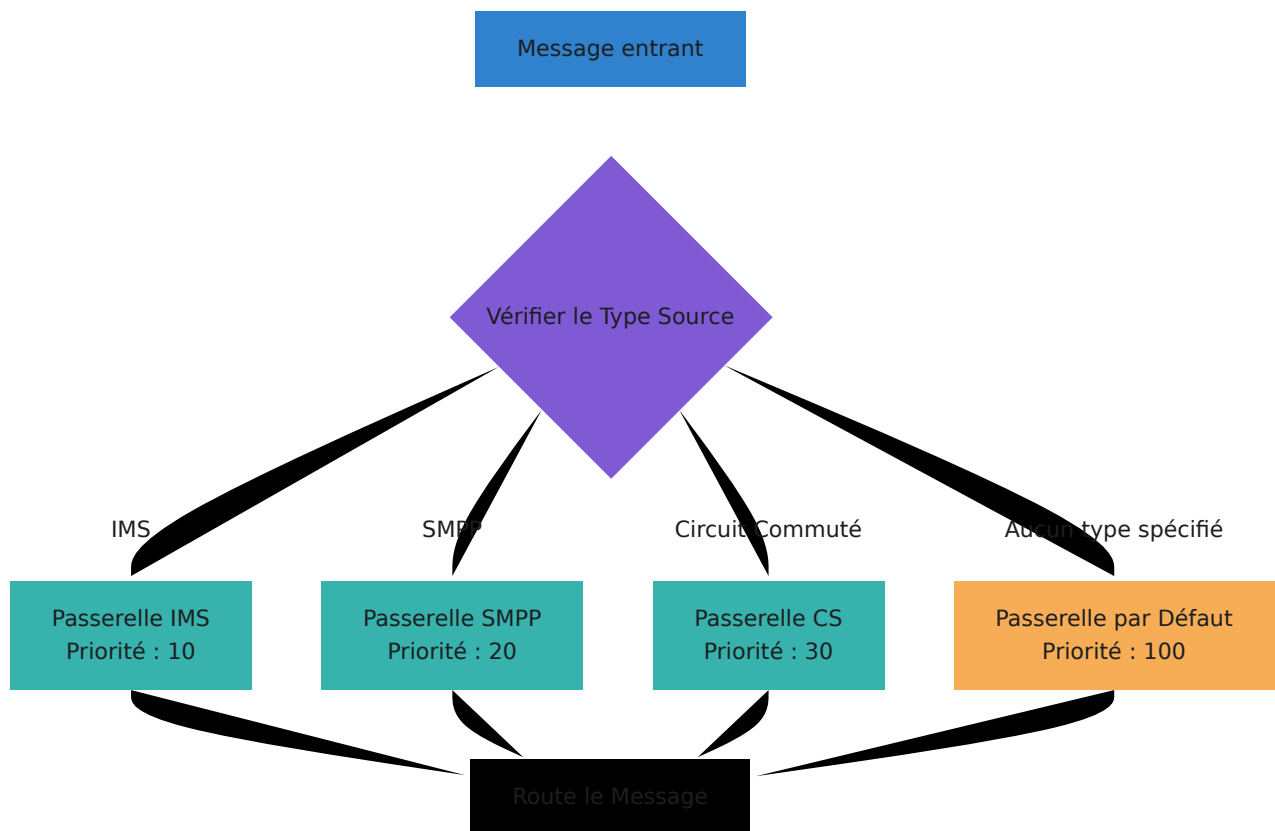 Message entrant
Vérifier le Type Source
IMS
SMPP
Circuit Commuté
Aucun type spécifié
Passerelle IMS
Priorité : 10
Passerelle SMPP
Priorité : 20
Passerelle CS
Priorité : 30
Passerelle par Défaut
Priorité : 100
Route le Message